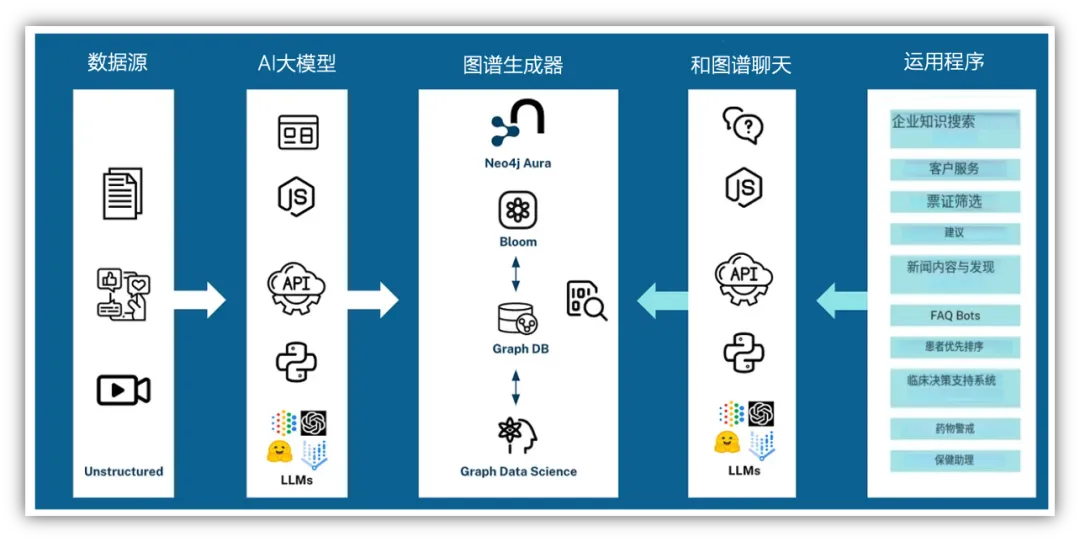 数据源
AI大模型
图谱生成器
和图谱聊天
运用程序
Unstructured
JS
API
LLMs
Neo4j Aura
Bloom
Graph DB
Graph Data Science
?
JS
API
LLMs
企业知识搜索
客户服务
票证筛选
建议
新闻内容与发现
FAQ Bots
患者优先排序
临床决策支持系统
药物警戒
保健助理